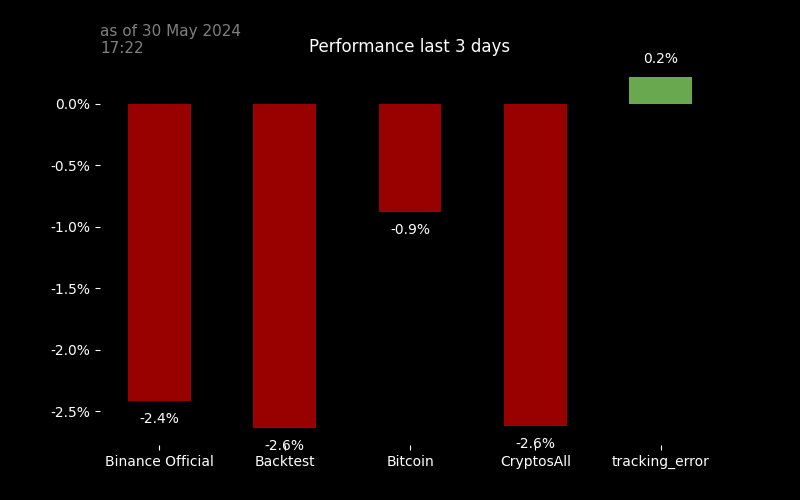 as of 30 May 2024
17:22
Performance last 3 days
0.2%
0.0%
-0.5%
-1.0%
-0.9%
-1.5%
-2.0%
-2.5%
-2.4%
-2.6%
-2.6%
Binance Official
Backtest
Bitcoin
CryptosAll
tracking_error